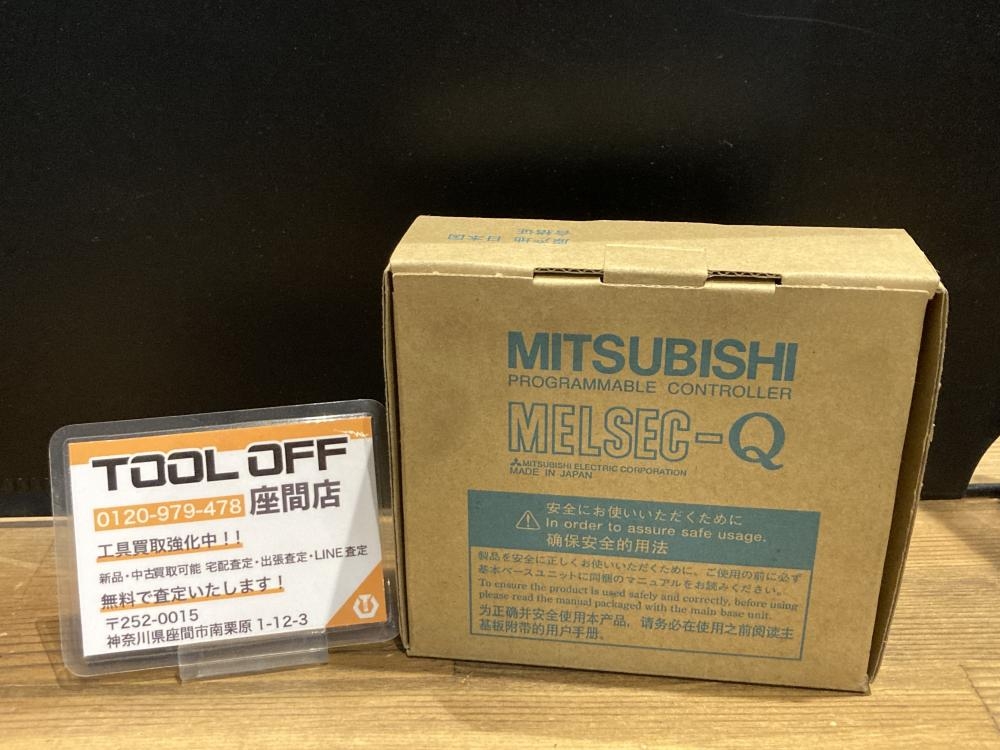 原产地 日本国
合格证
MITSUBISHI
PROGRAMMABLE CONTROLLER
MELSEC-Q
MITSUBISHI ELECTRIC CORPORATION
MADE IN JAPAN
安全にお使いいただくために
In order to assure safe usage.
确保安全的用法
製品を安全に正しくお使いいただくために、ご使用の前に必ず
基本ベースユニットに同梱のマニュアルをお読みください。
To ensure the product is used safely and correctly, before using
please read the manual packaged with the main base unit.
为正确并安全使用本产品，请务必在使用之前阅读主
基板附带的用户手册.
TOOL OFF
0120-979-478 座間店
工具買取強化中！！
新品・中古買取可能 宅配査定・出張査定・LINE査定
無料で査定いたします！
〒252-0015
神奈川県座間市南栗原 1-12-3